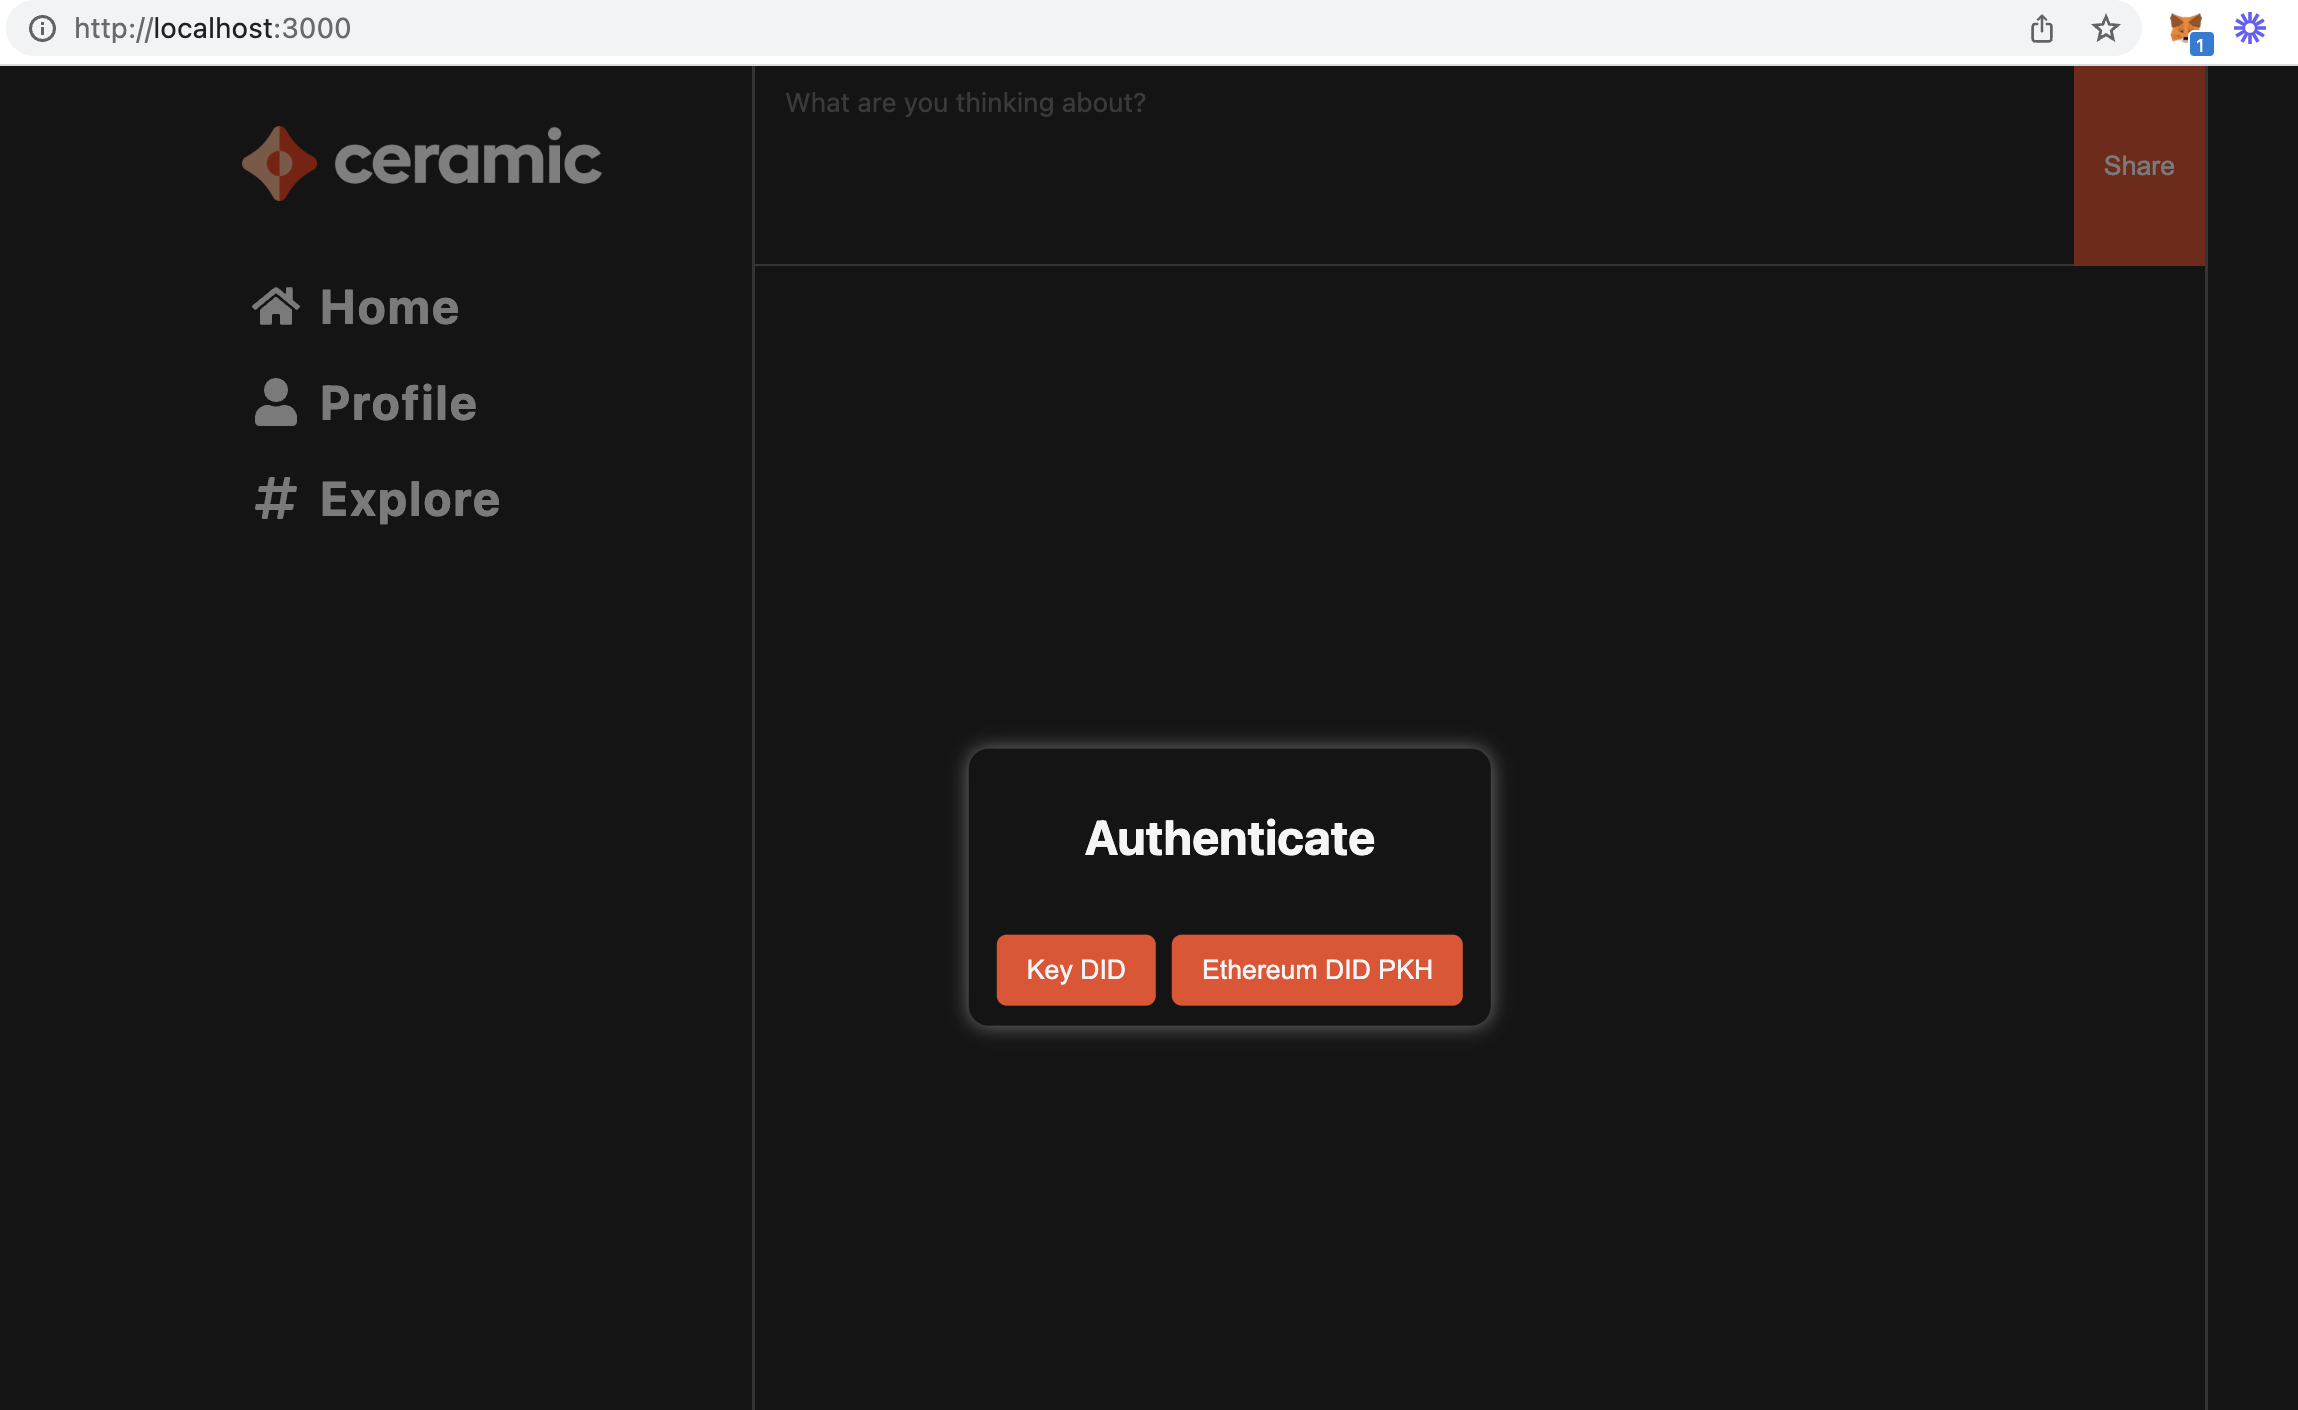 http://localhost:3000
1
ceramic
What are you thinking about?
Share
Home
Profile
# Explore
Authenticate
Key DID
Ethereum DID PKH